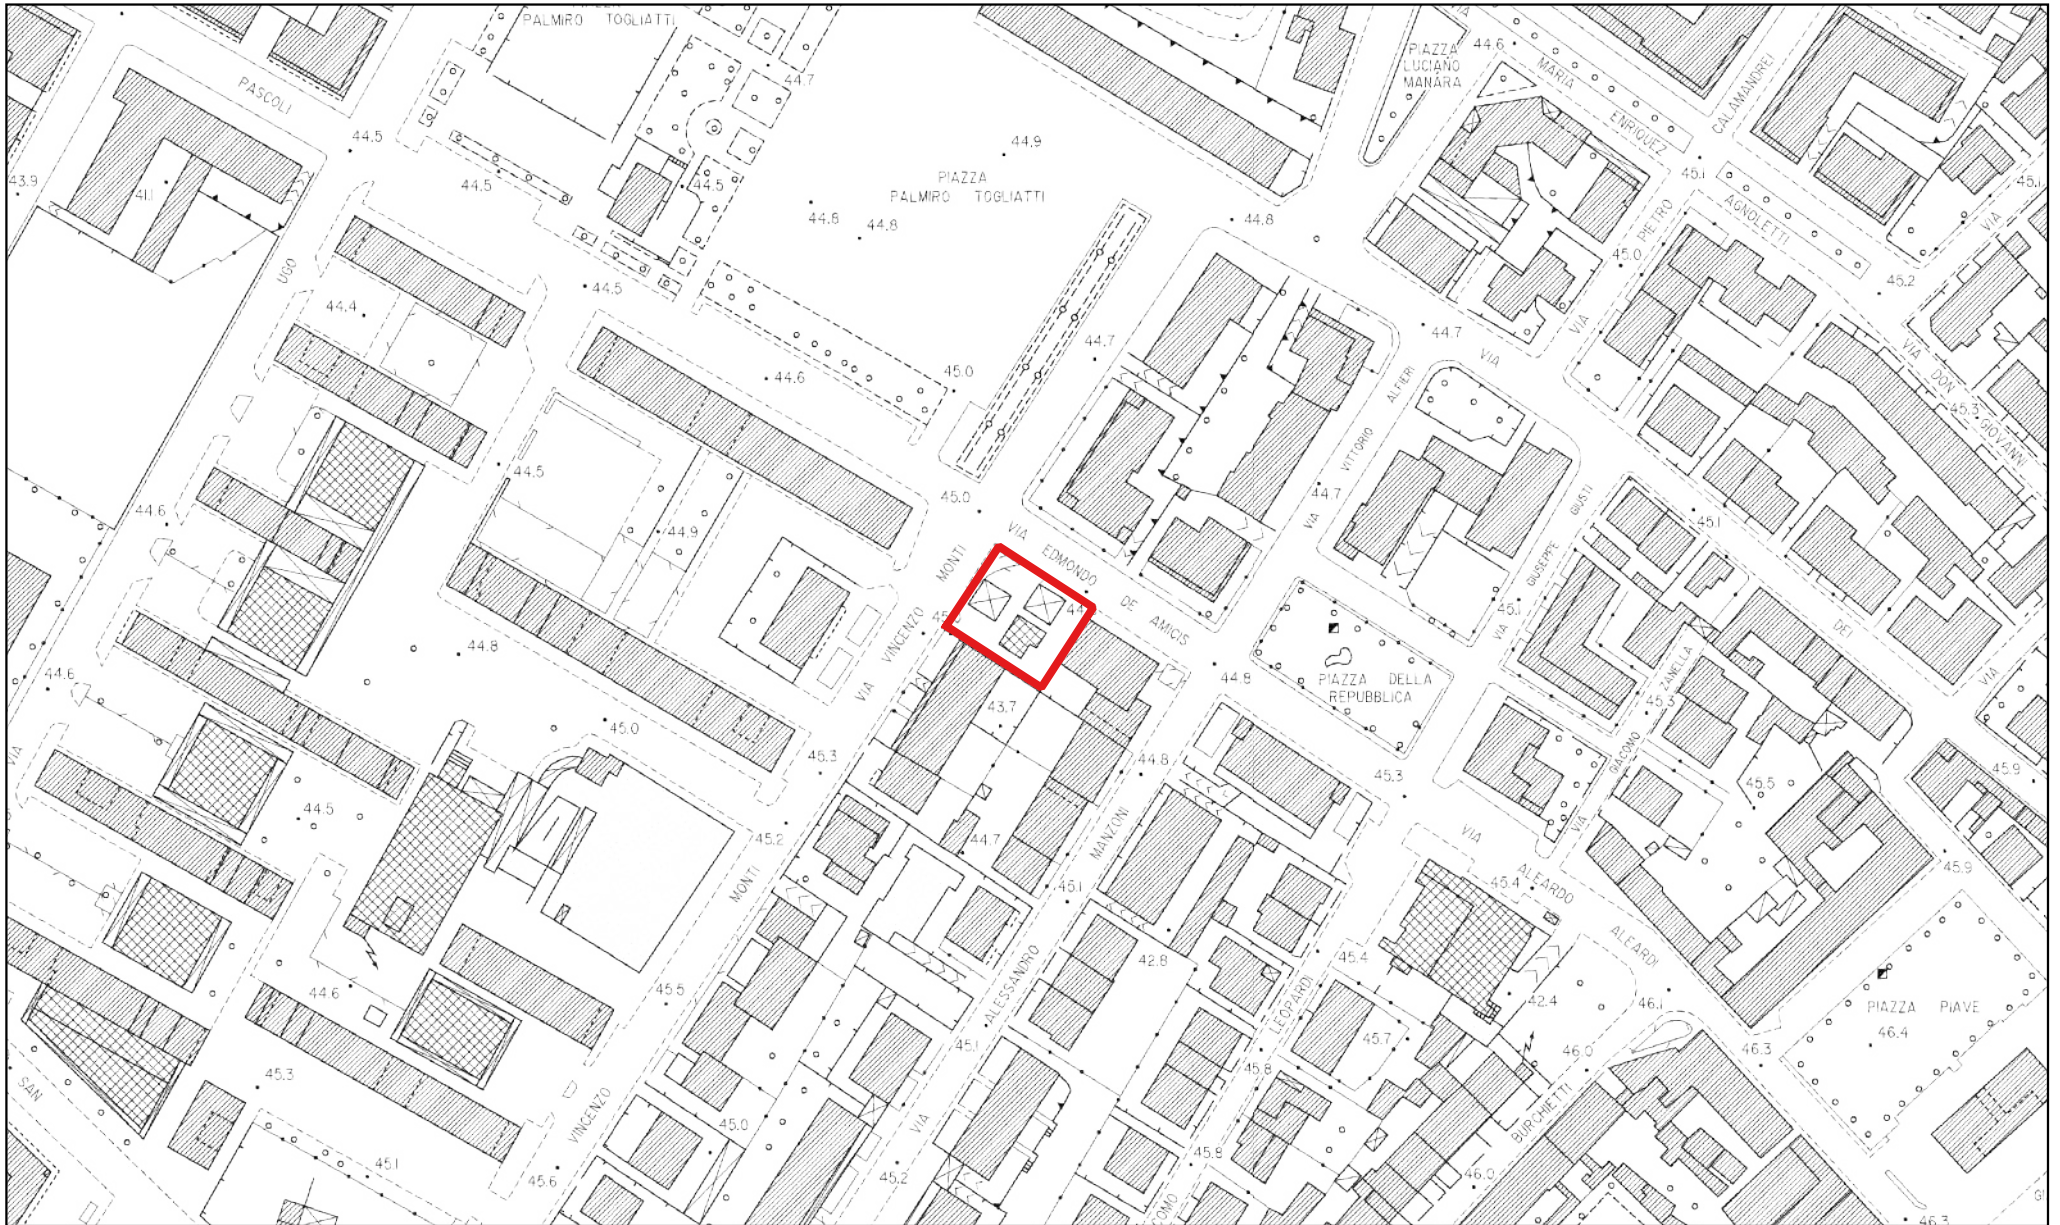 PALMIRO TOGLIATTI
PASCOLI
44.5
43.9
41.1
44.5
44.7
44.9
PIAZZA
PALMIRO TOGLIATTI
44.5
44.8
44.8
PIAZZA
LUCIANO
MANARA
VIA
44.6
MARIA
ENRIQUEZ
AGNOLETTI
CALAMANDREI
45.1
45.1
VIA
44.8
PIETRO
45.0
VIA
45.2
UGO
44.4
44.5
44.6
45.0
44.7
44.7
VIA
ALFIERI
VITTORIO
44.7
VIA
VIA
DON
45.3
GIOVANNI
44.5
44.6
44.9
45.0
VIA
EDMONDO
DE
AMICIS
MONTI
VINCENZO
VIA
GIUSTI
GIUSEPPE
45.1
VIA
45.1
DEI
VIA
44.8
44.6
45.0
45.3
43.7
44.8
44.8
PIAZZA DELLA
REPUBBLICA
45.3
ZANELLA
45.3
GIACOMO
VIA
45.5
45.9
45.9
VIA
44.5
45.2
MONTI
44.7
MANZONI
45.1
VIA
ALEARDO
ALEARDI
45.4
45.4
42.8
42.4
46.1
PIAZZA PIAVE
46.4
46.3
46.0
44.6
45.5
ALESSANDRO
45.1
LEOPARDI
45.7
45.8
BURCHIETTI
SAN
45.3
VINCENZO
45.0
VIA
45.1
45.6
45.2
45.8
46.0
COMO
46.3